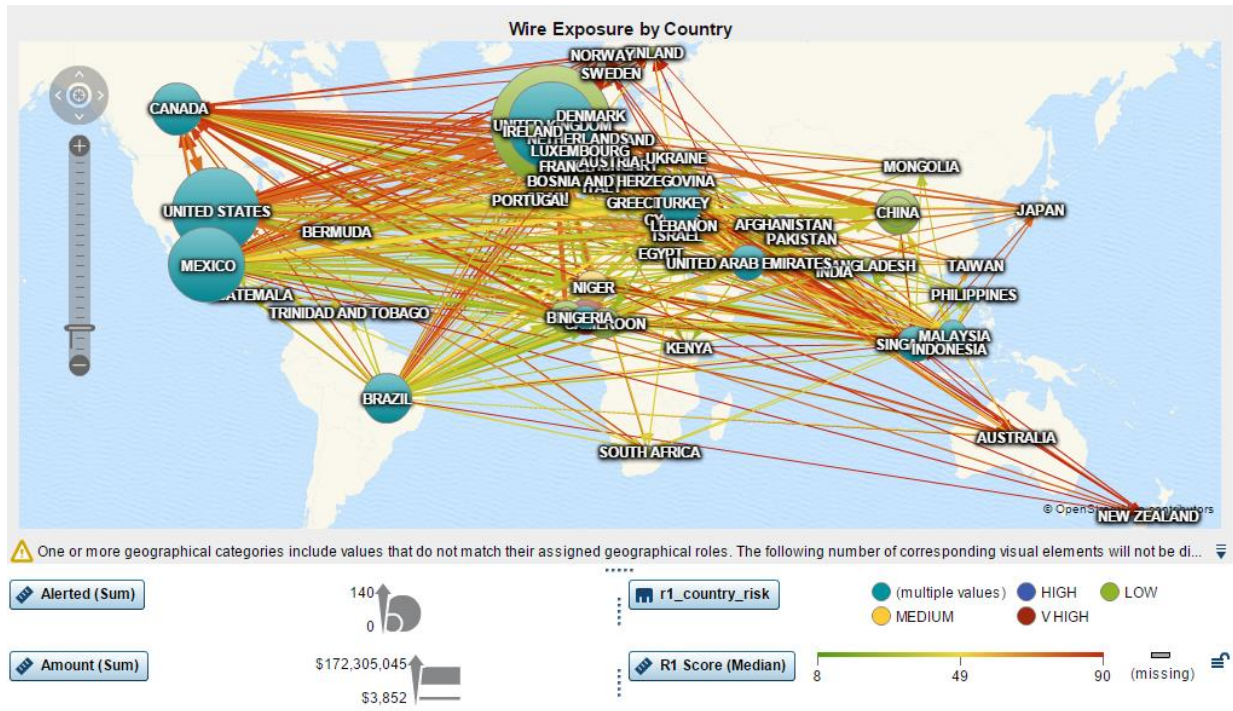 Wire Exposure by Country
NORWAY
SWEDEN
CANADA
DENMARK
IRELAND
LUXEMBOURG
AUSTRIA
UKRAINE
MONGOLIA
BOSNIA AND HERZEGOVINA
PORTUGAL
TURKEY
UNITED STATES
CHINA
JAPAN
BERMUDA
LEBANON
AFGHANISTAN
ISRAEL
PAKISTAN
EGYPT
MEXICO
UNITED ARAB EMIRATES
INDIA
TAIWAN
NIGER
PHILIPPINES
TRINIDAD AND TOBAGO
NIGERIA
KENYA
MALAYSIA
INDONESIA
BRAZIL
AUSTRALIA
SOUTH AFRICA
NEW ZEALAND
One or more geographical categories include values that do not match their assigned geographical roles. The following number of corresponding visual elements will not be di...
Alerted (Sum)
140
0
r1_country_risk
(multiple values) HIGH LOW
MEDIUM V HIGH
Amount (Sum)
$172,305,045
$3,852
R1 Score (Median)
8 49 90 (missing)